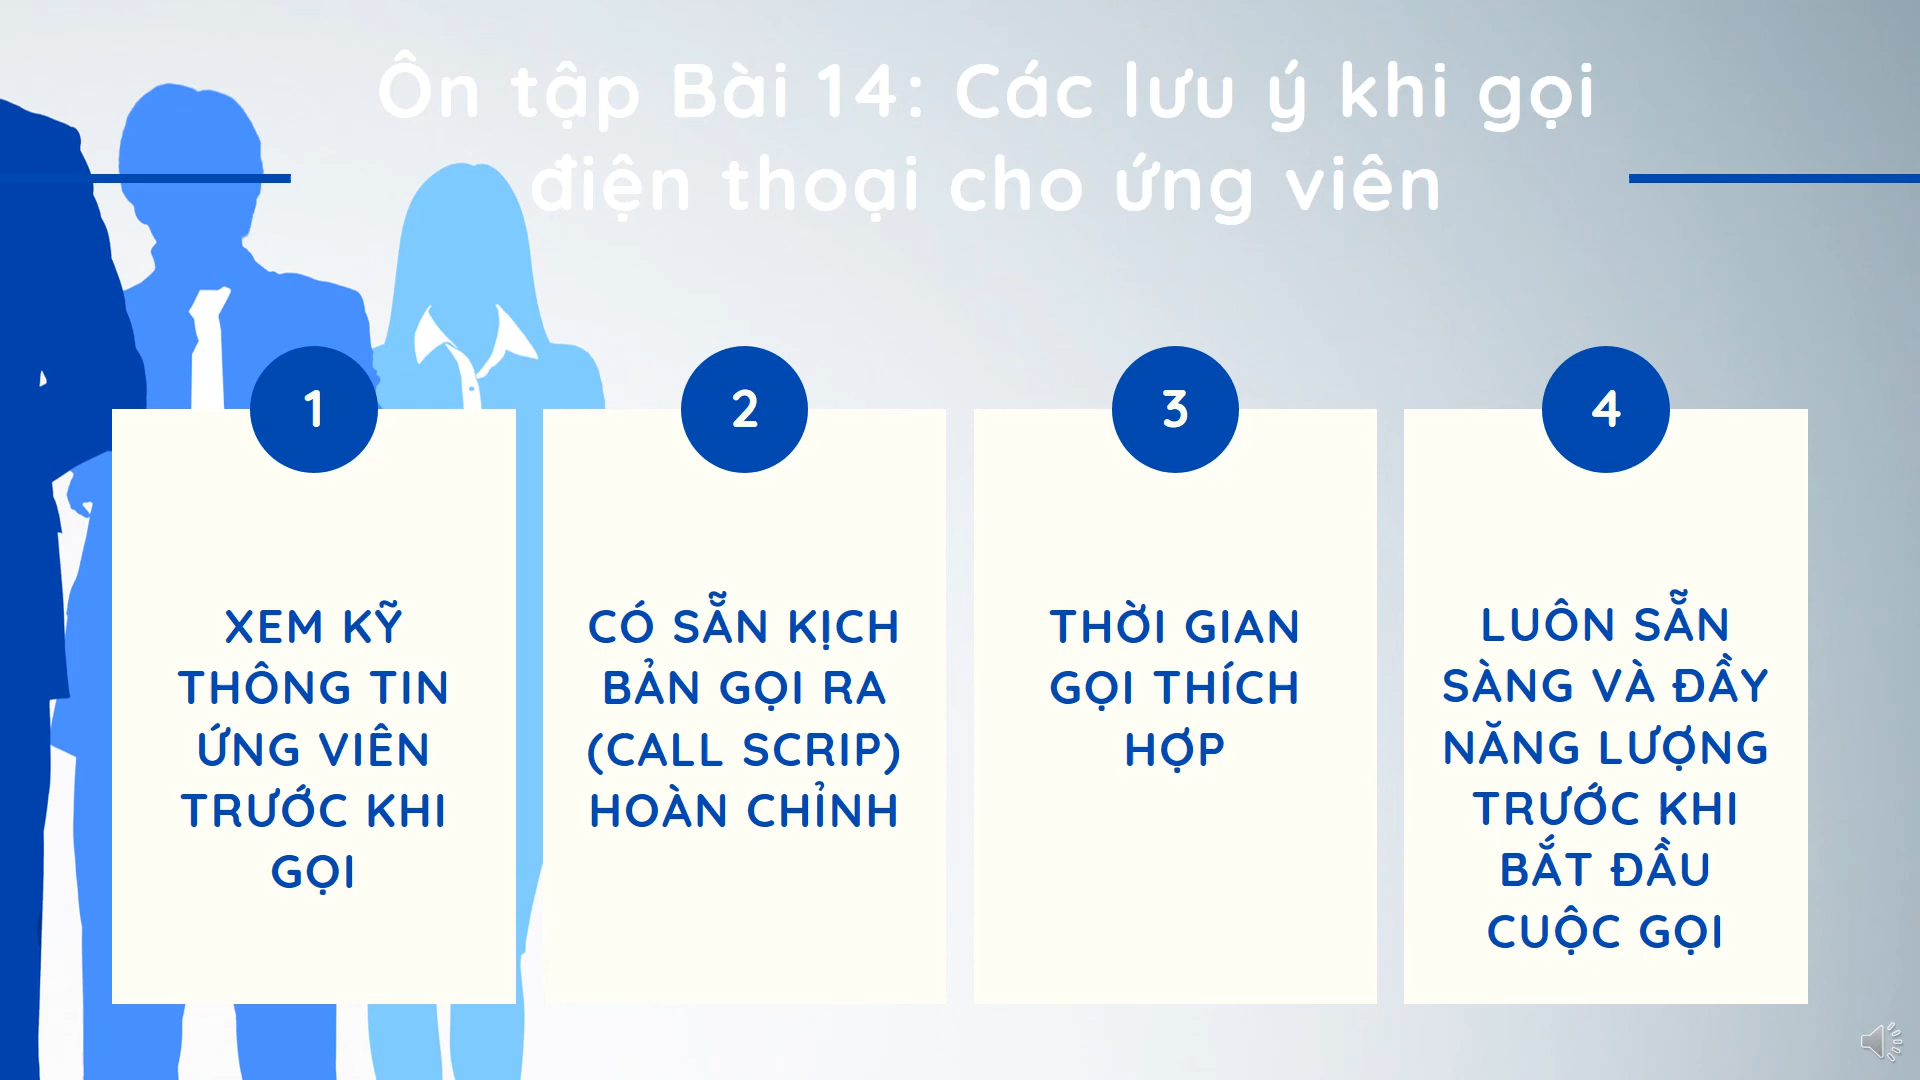 Ôn tập Bài 14: Các lưu ý khi gọi
điện thoại cho ứng viên
1
XEM KỸ
THÔNG TIN
ỨNG VIÊN
TRƯỚC KHI
GỌI
2
CÓ SẴN KỊCH
BẢN GỌI RA
(CALL SCRIP)
HOÀN CHỈNH
3
THỜI GIAN
GỌI THÍCH
HỢP
4
LUÔN SẴN
SÀNG VÀ ĐẦY
NĂNG LƯỢNG
TRƯỚC KHI
BẮT ĐẦU
CUỘC GỌI